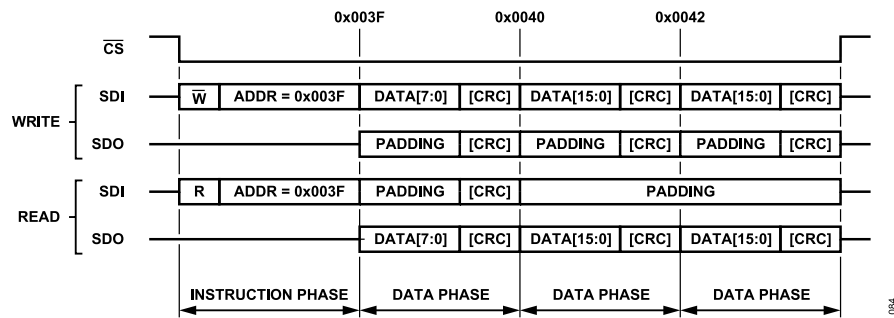 0x003F 0x0040 0x0042
CS
WRITE
SDI W ADDR = 0x003F DATA[7:0] [CRC] DATA[15:0] [CRC] DATA[15:0] [CRC]
SDO PADDING [CRC] PADDING [CRC] PADDING [CRC]
READ
SDI R ADDR = 0x003F PADDING [CRC] PADDING
SDO DATA[7:0] [CRC] DATA[15:0] [CRC] DATA[15:0] [CRC]
INSTRUCTION PHASE DATA PHASE DATA PHASE DATA PHASE
084